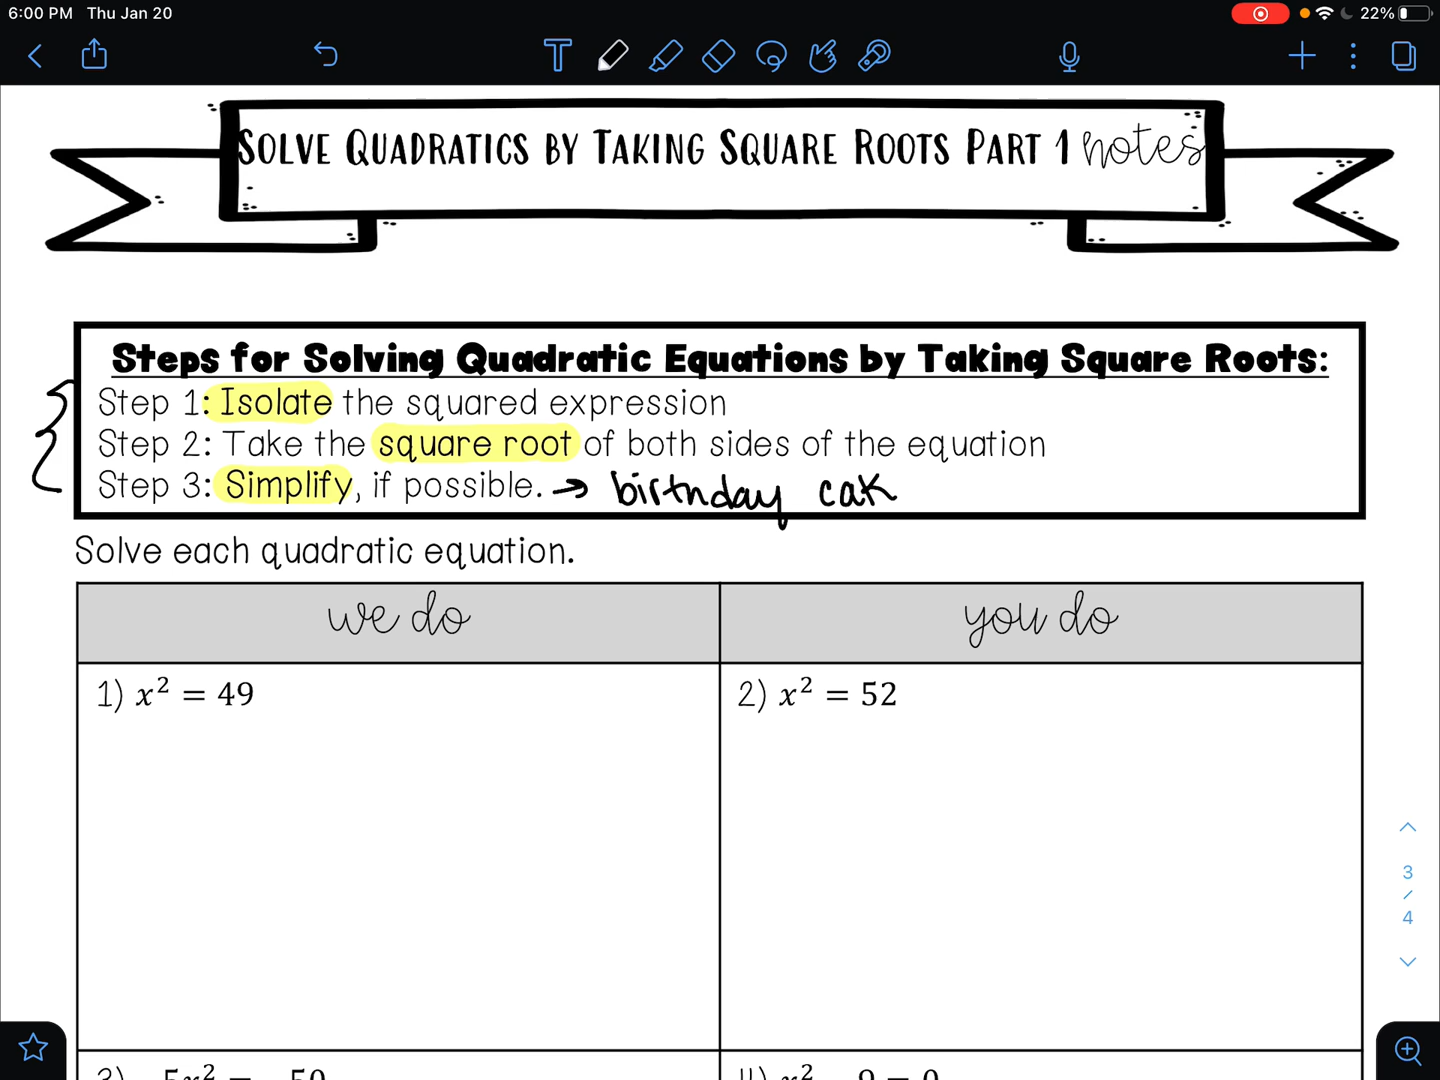 6:00 PM Thu Jan 20
22%
SOLVE QUADRATICS BY TAKING SQUARE ROOTS PART 1 notes
Steps for Solving Quadratic Equations by Taking Square Roots:
Step 1: Isolate the squared expression
Step 2: Take the square root of both sides of the equation
Step 3: Simplify, if possible. → birthday cak
Solve each quadratic equation.
we do
you do
1) x² = 49
2) x² = 52
3
/
4